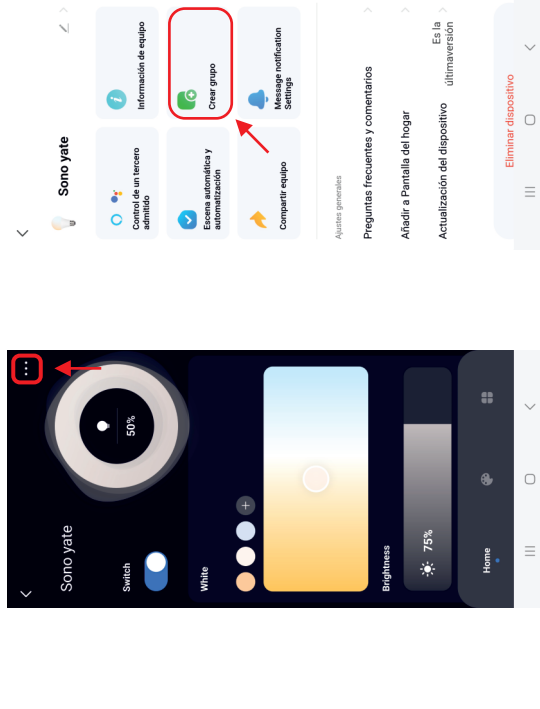 Sono yate
Switch
50%
White
Brightness
75%
Home
Sono yate
Control de un tercero
admitido
Información de equipo
Escena automática y
automatización
Crear grupo
Compartir equipo
Message notification
Settings
Ajustes generales
Preguntas frecuentes y comentarios
Añadir a Pantalla del hogar
Actualización del dispositivo
Es la
últimaversión
Eliminar dispositivo